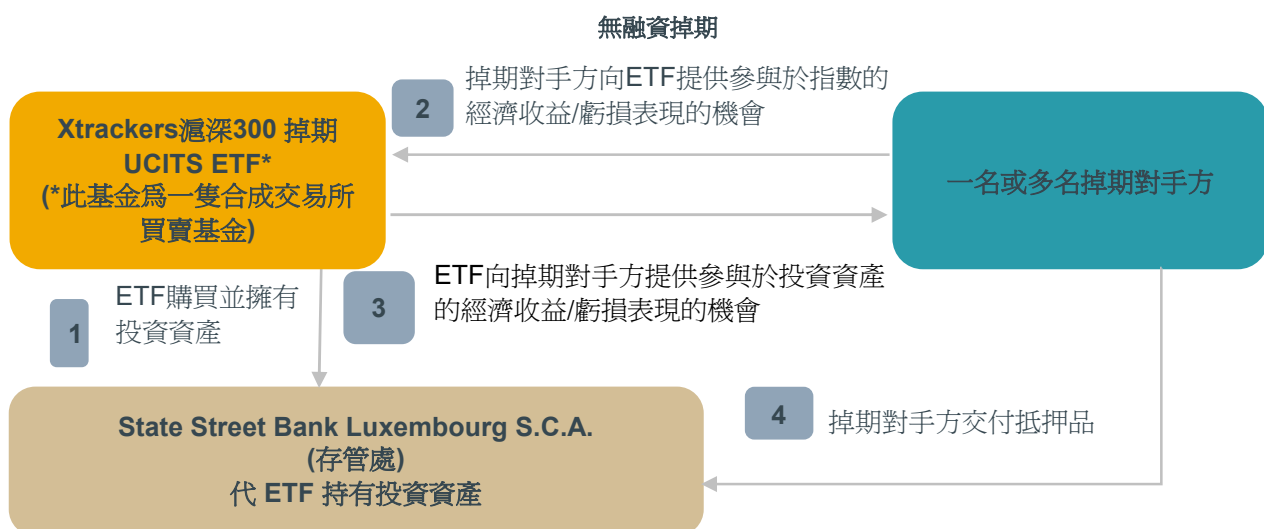 無融資掉期
掉期對手方向ETF提供參與於指數的
經濟收益/虧損表現的機會
2
Xtrackers滬深300 掉期
UCITS ETF*
(*此基金爲一隻合成交易所
買賣基金)
一名或多名掉期對手方
ETF向掉期對手方提供參與於投資資產
的經濟收益/虧損表現的機會
3
ETF購買並擁有
投資資產
1
State Street Bank Luxembourg S.C.A.
(存管處)
代 ETF 持有投資資產
4
掉期對手方交付抵押品